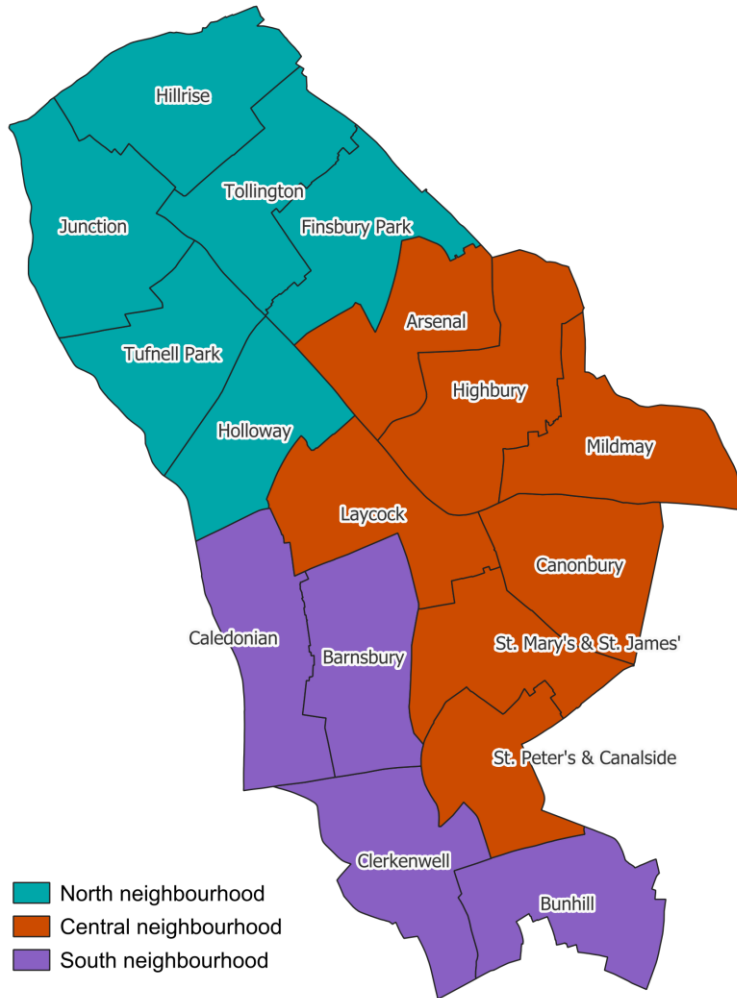 Hillrise
Tollington
Junction
Finsbury Park
Arsenal
Tufnell Park
Highbury
Holloway
Mildmay
Laycock
Canonbury
Caledonian
St. Mary's & St. James'
Barnsbury
St. Peter's & Canalside
Clerkenwell
Bunhill
North neighbourhood
Central neighbourhood
South neighbourhood